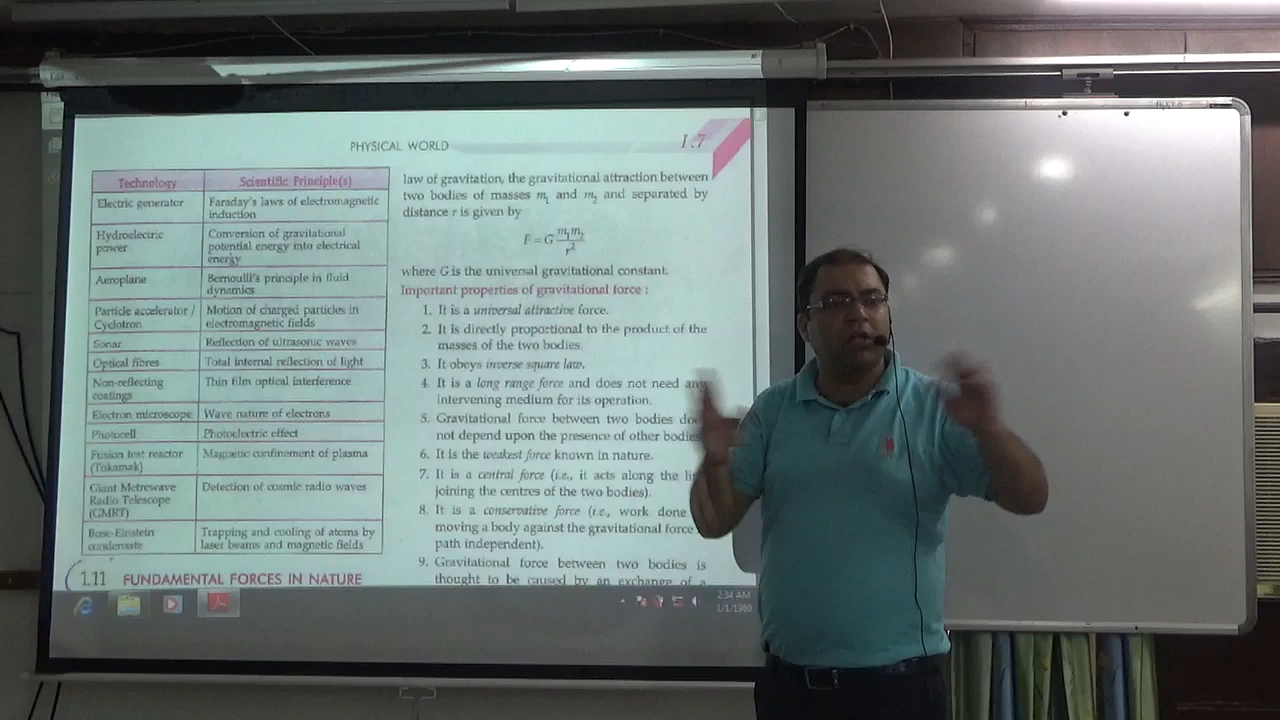 PHYSICAL WORLD
1.7
Technology Scientific Principle(s)
Electric generator Faraday's laws of electromagnetic
induction
Hydroelectric Conversion of gravitational
power potential energy into electrical
energy
Aeroplane Bernoulli's principle in fluid
dynamics
Particle accelerator / Motion of charged particles in
Cyclotron electromagnetic fields
Sonar Reflection of ultrasonic waves
Optical fibres Total internal reflection of light
Non-reflecting Thin film optical interference
coatings
Electron microscope Wave nature of electrons
Photocell Photoelectric effect
Fusion test reactor Magnetic confinement of plasma
(Tokamak)
Giant Metrewave Detection of cosmic radio waves
Radio Telescope
(GMRT)
Bose-Einstein Trapping and cooling of atoms by
condensate laser beams and magnetic fields
1.11 FUNDAMENTAL FORCES IN NATURE
law of gravitation, the gravitational attraction between
two bodies of masses m₁ and m₂ and separated by
distance r is given by
F = G m₁m₂ / r²
where G is the universal gravitational constant.
Important properties of gravitational force :
1. It is a universal attractive force.
2. It is directly proportional to the product of the
masses of the two bodies.
3. It obeys inverse square law.
4. It is a long range force and does not need any
intervening medium for its operation.
5. Gravitational force between two bodies
not depend upon the presence of other bodies
6. It is the weakest force known in nature.
7. It is a central force (i.e., it acts along the
joining the centres of the two bodies).
8. It is a conservative force (i.e., work done
moving a body against the gravitational force
path independent).
9. Gravitational force between two bodies is
thought to be caused by an exchange of a
2:34 AM
1/1/1980